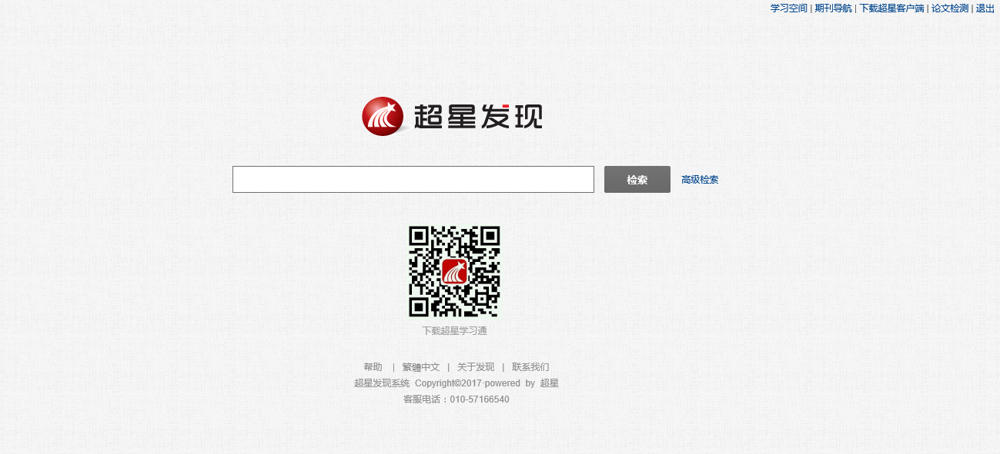 学习空间 | 期刊导航 | 下载超星客户端 | 论文检测 | 退出
超星发现
检索 高级检索
下载超星学习通
帮助 | 繁體中文 | 关于发现 | 联系我们
超星发现系统 Copyright©2017·powered by 超星
客服电话：010-57166540